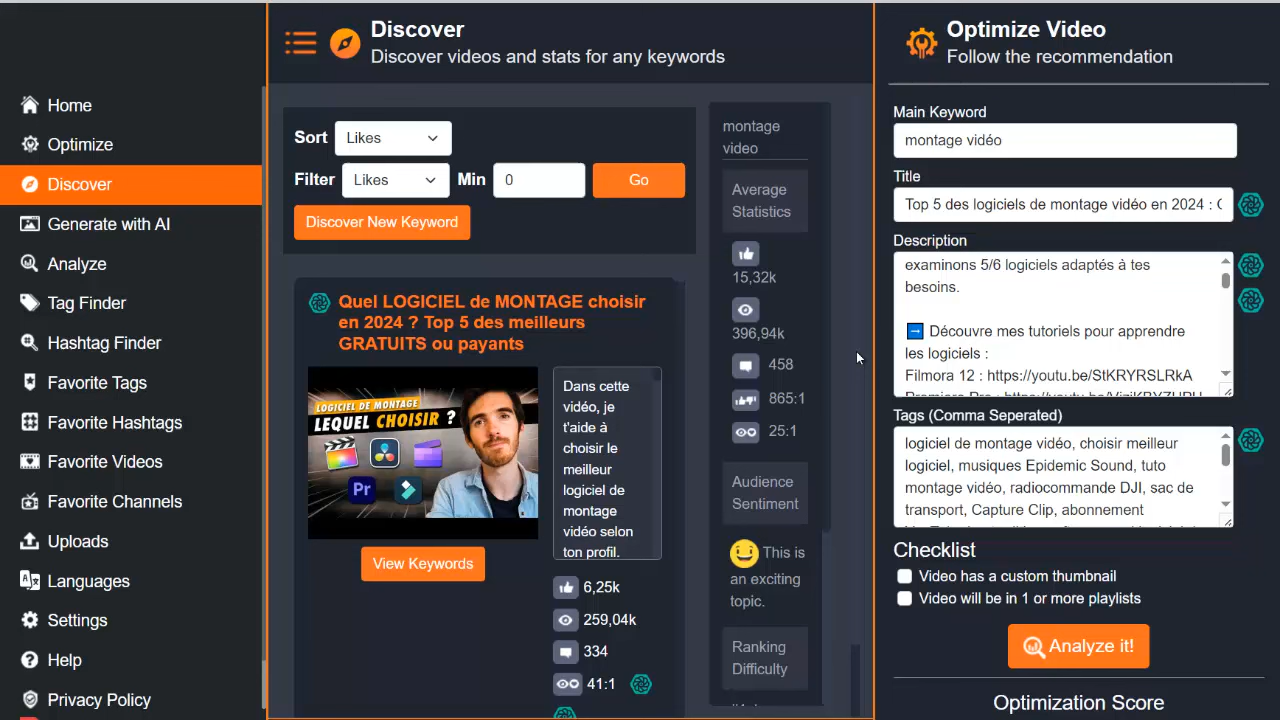 Home
Optimize
Discover
Generate with AI
Analyze
Tag Finder
Hashtag Finder
Favorite Tags
Favorite Hashtags
Favorite Videos
Favorite Channels
Uploads
Languages
Settings
Help
Privacy Policy
Discover
Discover videos and stats for any keywords
Sort
Likes
Filter
Likes
Min
0
Go
Discover New Keyword
Quel LOGICIEL de MONTAGE choisir
en 2024 ? Top 5 des meilleurs
GRATUITS ou payants
LOGICIEL DE MONTAGE
LEQUEL CHOISIR ?
Pr
View Keywords
Dans cette
vidéo, je
t'aide à
choisir le
meilleur
logiciel de
montage
vidéo selon
ton profil.
6,25k
259,04k
334
41:1
montage
video
Average
Statistics
15,32k
396,94k
458
865:1
25:1
Audience
Sentiment
This is
an exciting
topic.
Ranking
Difficulty
Optimize Video
Follow the recommendation
Main Keyword
montage vidéo
Title
Top 5 des logiciels de montage vidéo en 2024 :
Description
examinons 5/6 logiciels adaptés à tes
besoins.
➡ Découvre mes tutoriels pour apprendre
les logiciels :
Filmora 12 : https://youtu.be/StKRYRSLRkA
Tags (Comma Seperated)
logiciel de montage vidéo, choisir meilleur
logiciel, musiques Epidemic Sound, tuto
montage vidéo, radiocommande DJI, sac de
transport, Capture Clip, abonnement
Checklist
Video has a custom thumbnail
Video will be in 1 or more playlists
Analyze it!
Optimization Score